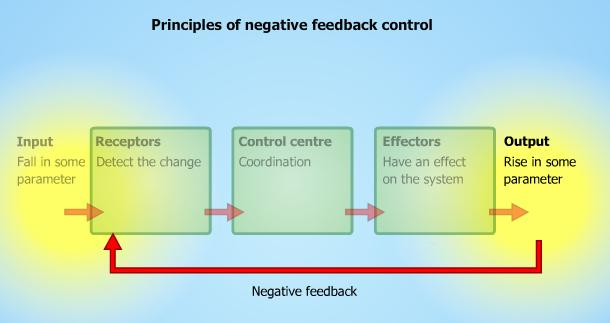 Principles of negative feedback control
Input
Fall in some
parameter
Receptors
Detect the change
Control centre
Coordination
Effectors
Have an effect
on the system
Output
Rise in some
parameter
Negative feedback